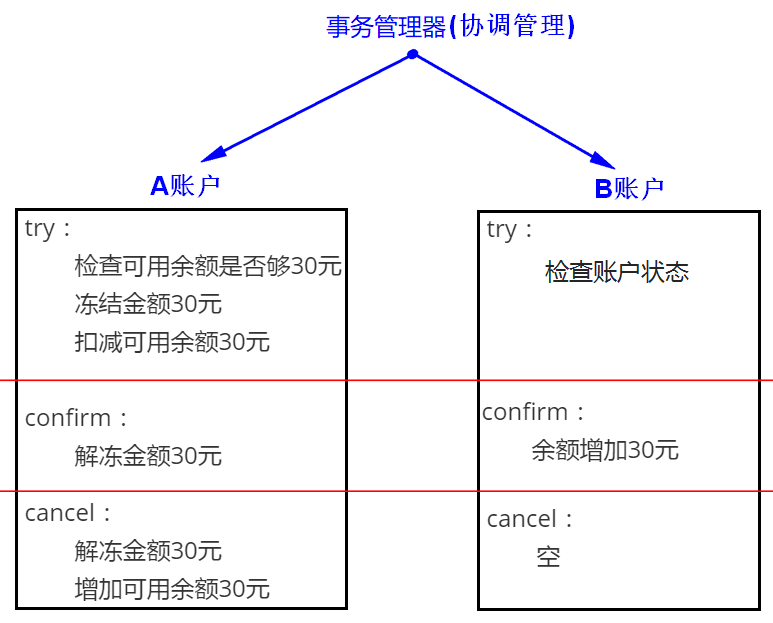 事务管理器(协调管理)
A账户
try：
检查可用余额是否够30元
冻结金额30元
扣减可用余额30元
confirm：
解冻金额30元
cancel：
解冻金额30元
增加可用余额30元
B账户
try：
检查账户状态
confirm：
余额增加30元
cancel：
空